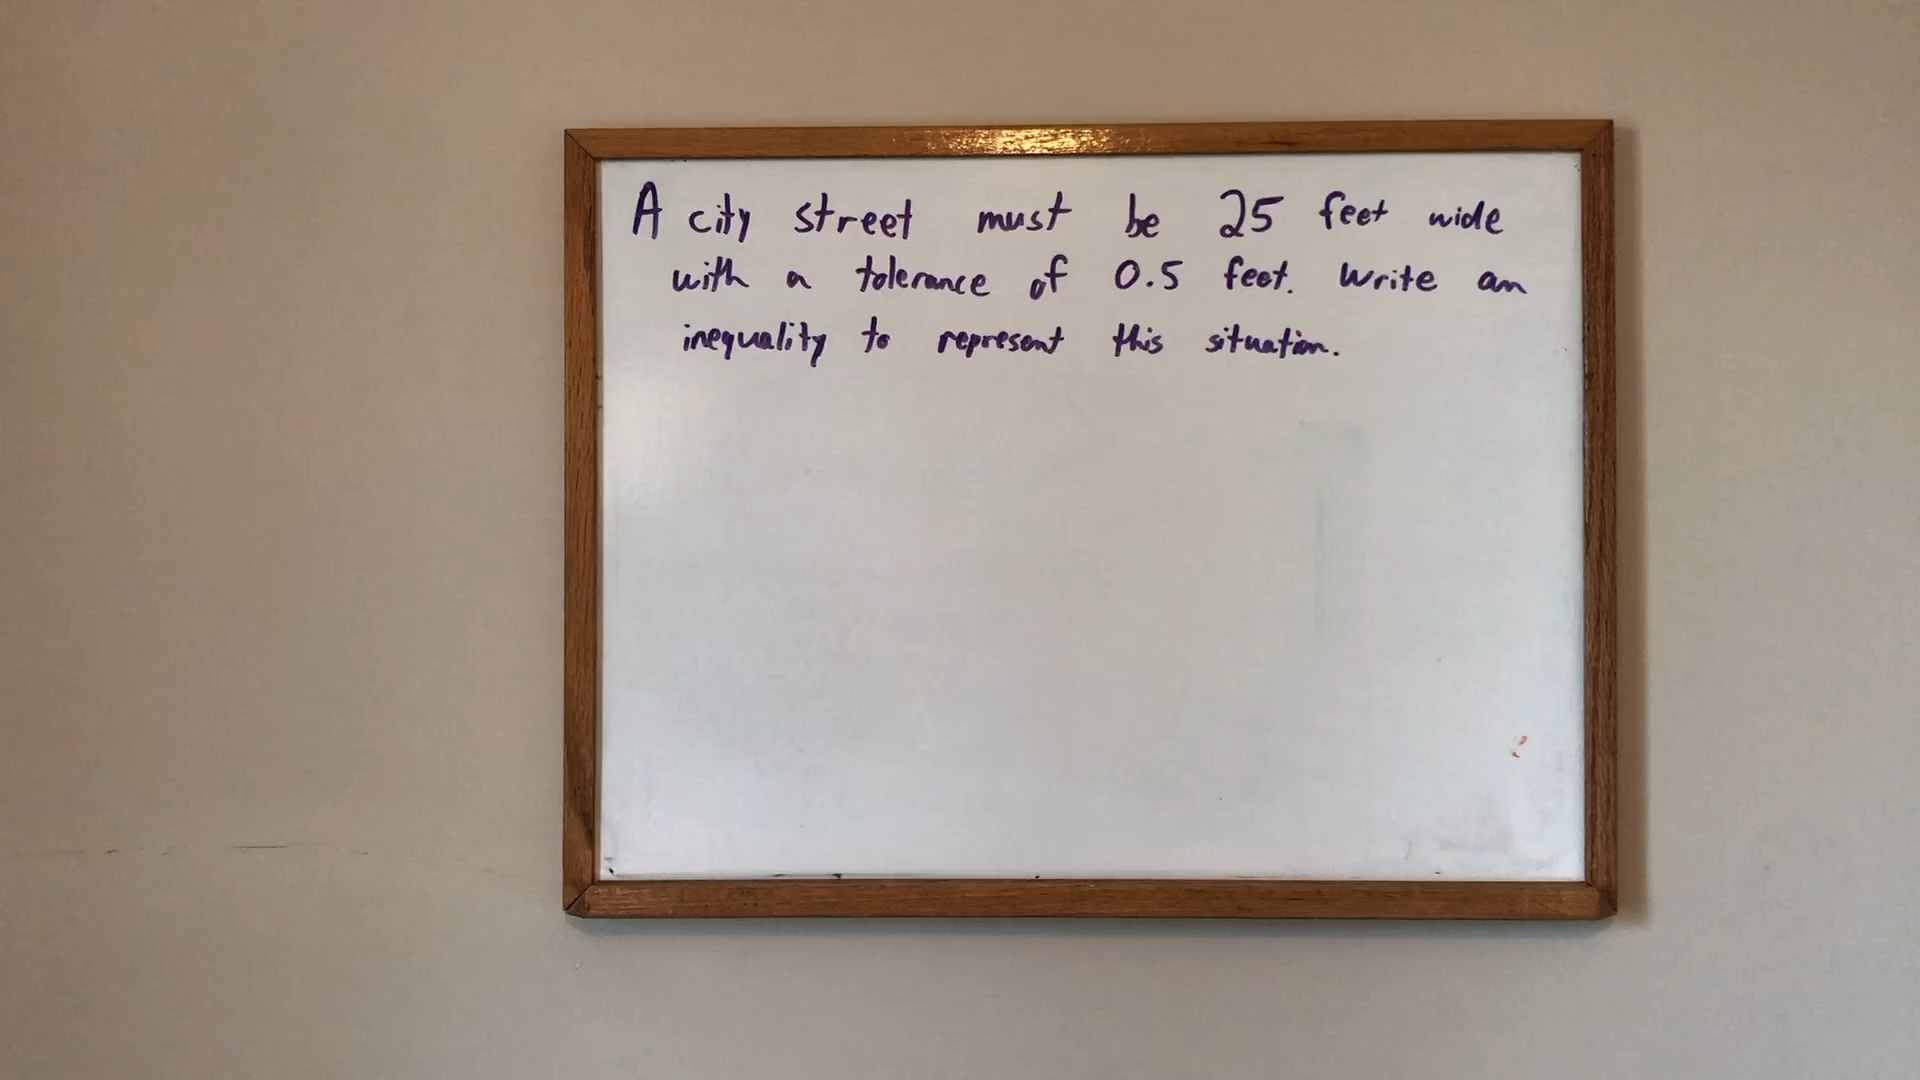 A city street must be 25 feet wide
with a tolerance of 0.5 feet. Write an
inequality to represent this situation.